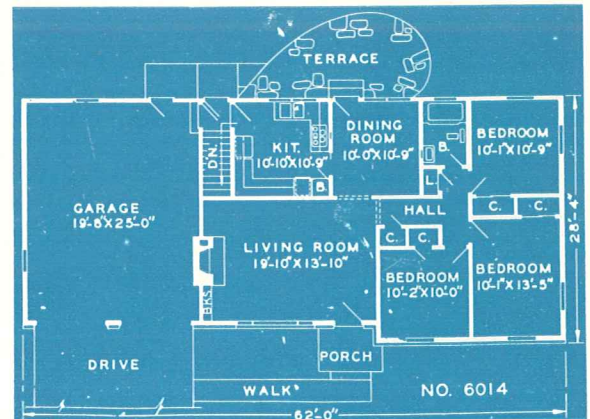 TERRACE
DINING
ROOM
10'-0"X10'-9"
KIT.
10'-10"X10'-9"
DN.
B.
B.
L.
BEDROOM
10'-1"X10'-9"
C.
C.
HALL
GARAGE
19'-8"X25'-0"
LIVING ROOM
19'-10"X13'-10"
C.
C.
BEDROOM
10'-2"X10'-0"
BEDROOM
10'-1"X13'-5"
28'-4"
BKS.
DRIVE
PORCH
WALK
NO. 6014
62'-0"